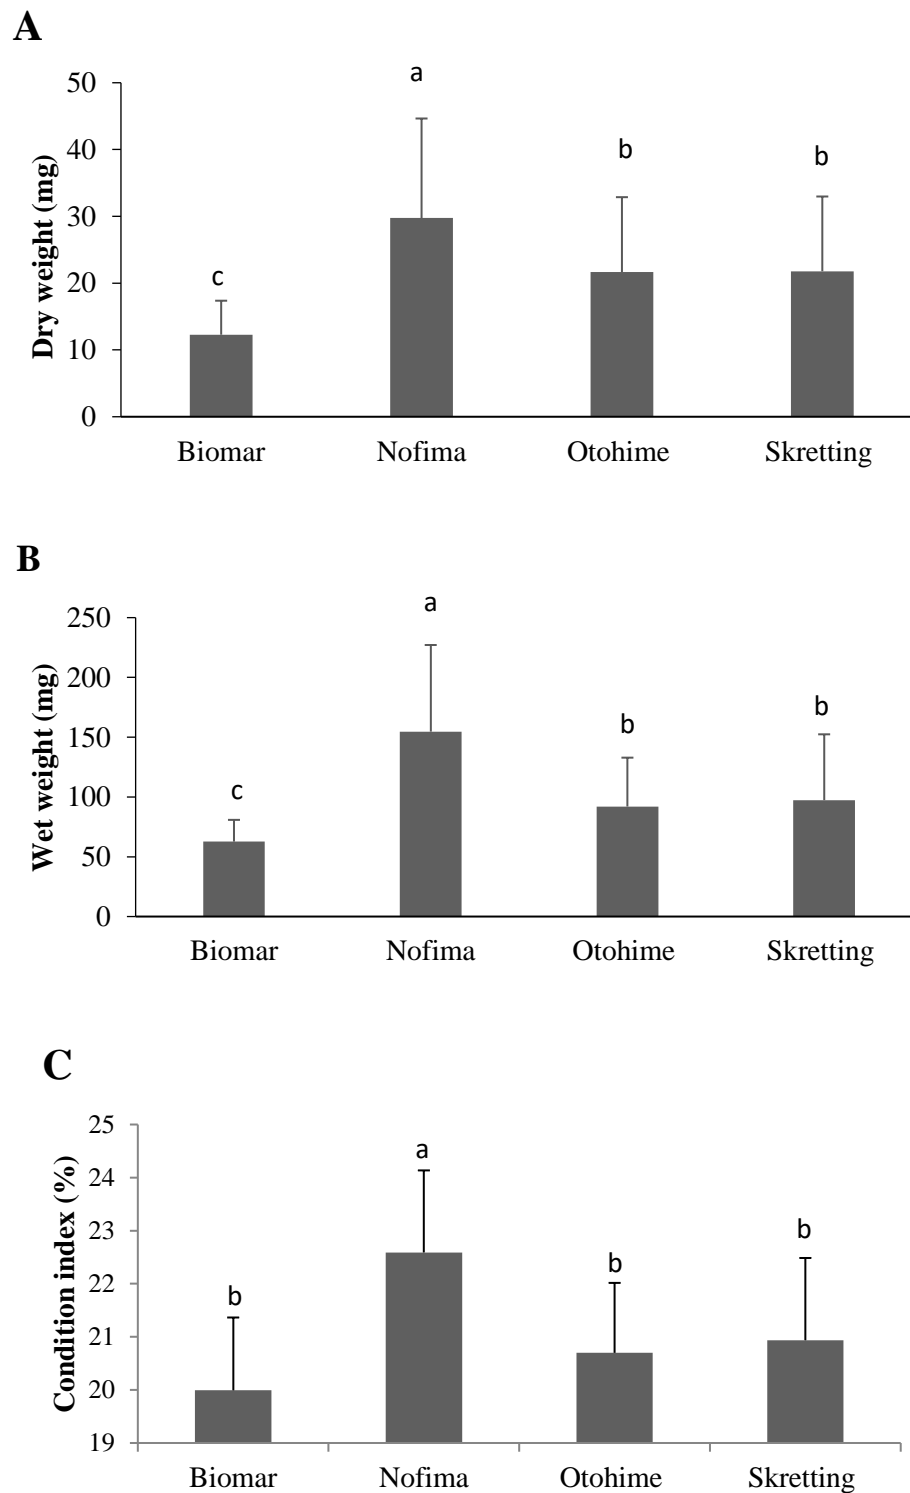 A
50
a
40
b
b
30
c
20
10
0
Dry weight (mg)
Biomar Nofima Otohime Skretting
B
a
250
200
b
b
150
c
100
50
0
Wet weight (mg)
Biomar Nofima Otohime Skretting
C
25
a
24
b
23
b
b
22
21
20
19
Condition index (%)
Biomar Nofima Otohime Skretting